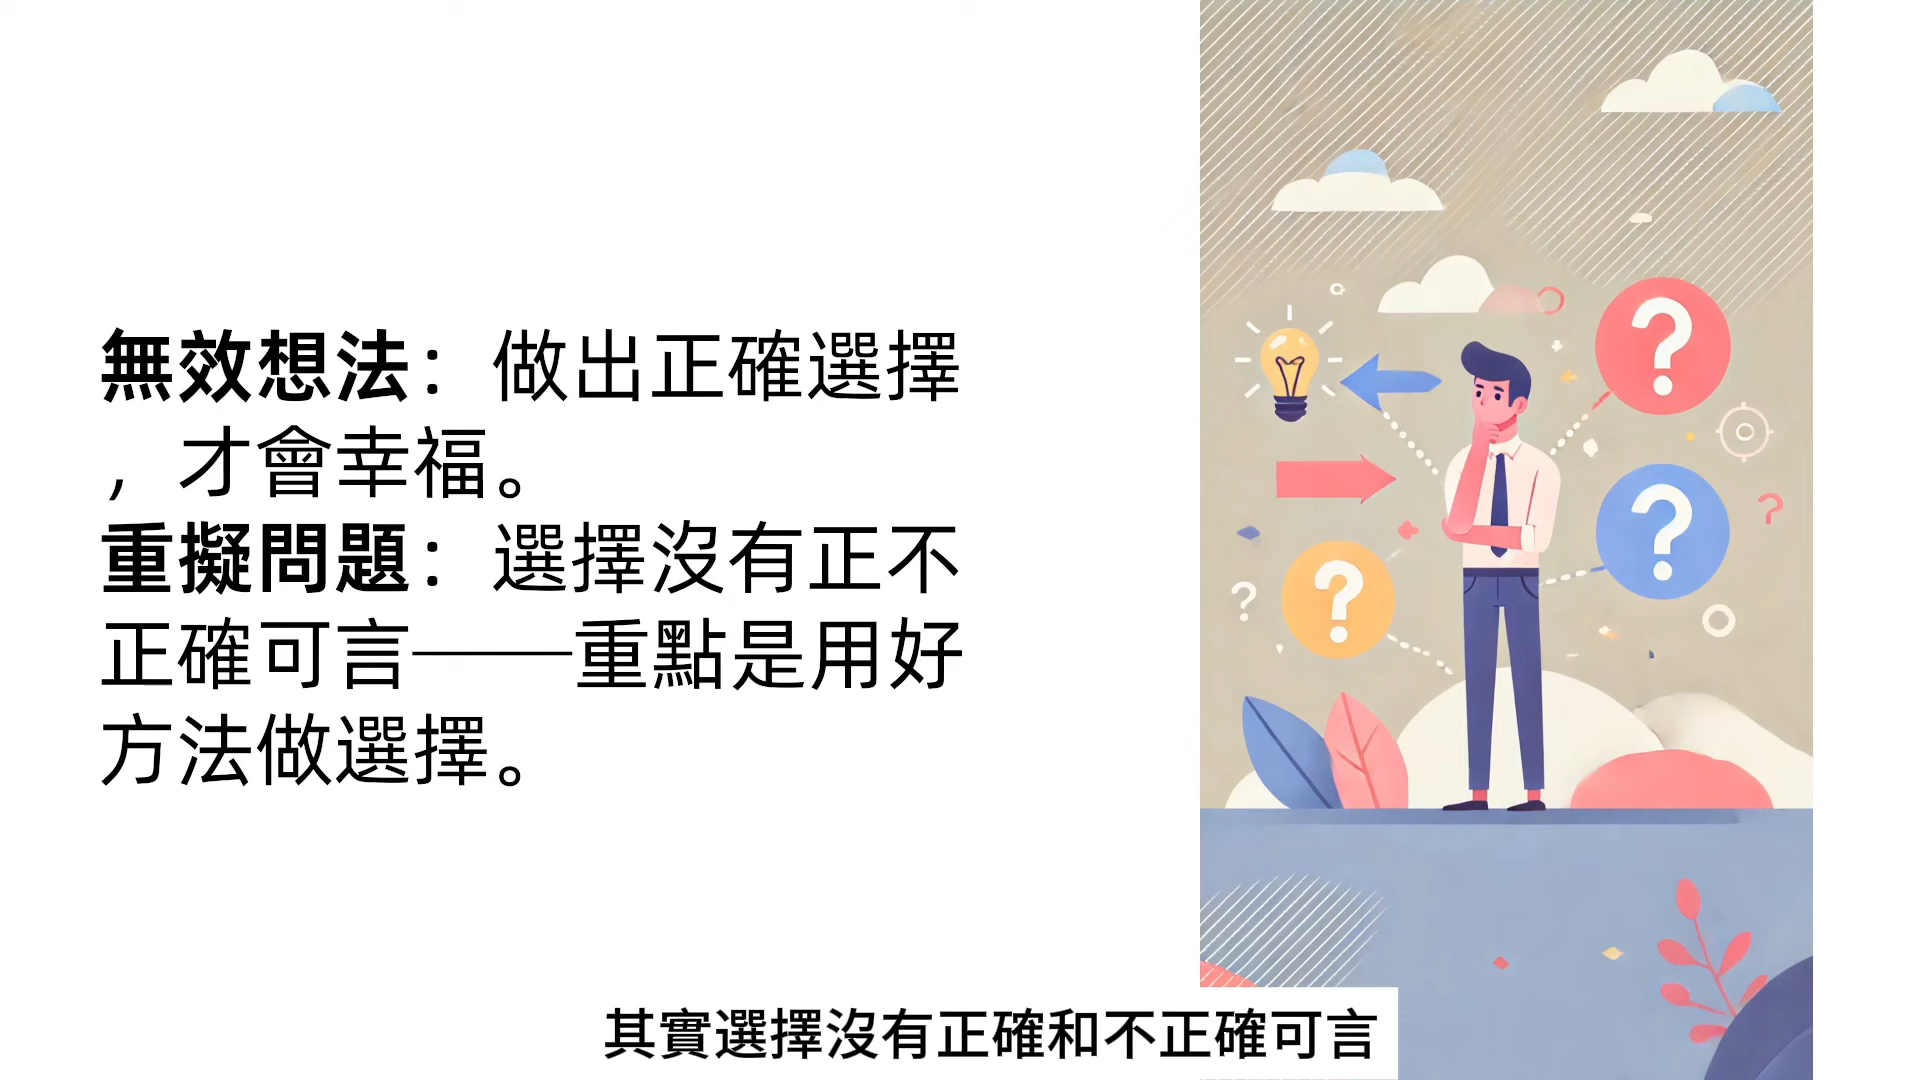 無效想法：做出正確選擇
，才會幸福。
重擬問題：選擇沒有正不
正確可言——重點是用好
方法做選擇。
?
?
?
?
?
其實選擇沒有正確和不正確可言